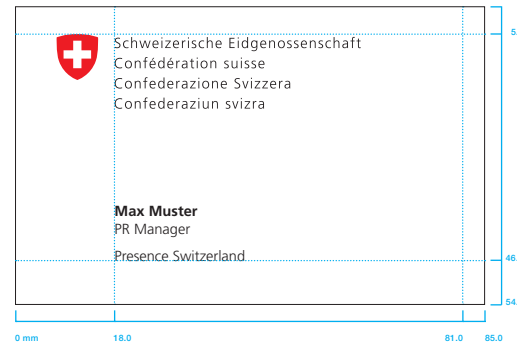 Schweizerische Eidgenossenschaft
Confédération suisse
Confederazione Svizzera
Confederaziun svizra
Max Muster
PR Manager
Presence Switzerland
5.
46.
54.
0 mm 18.0 81.0 85.0